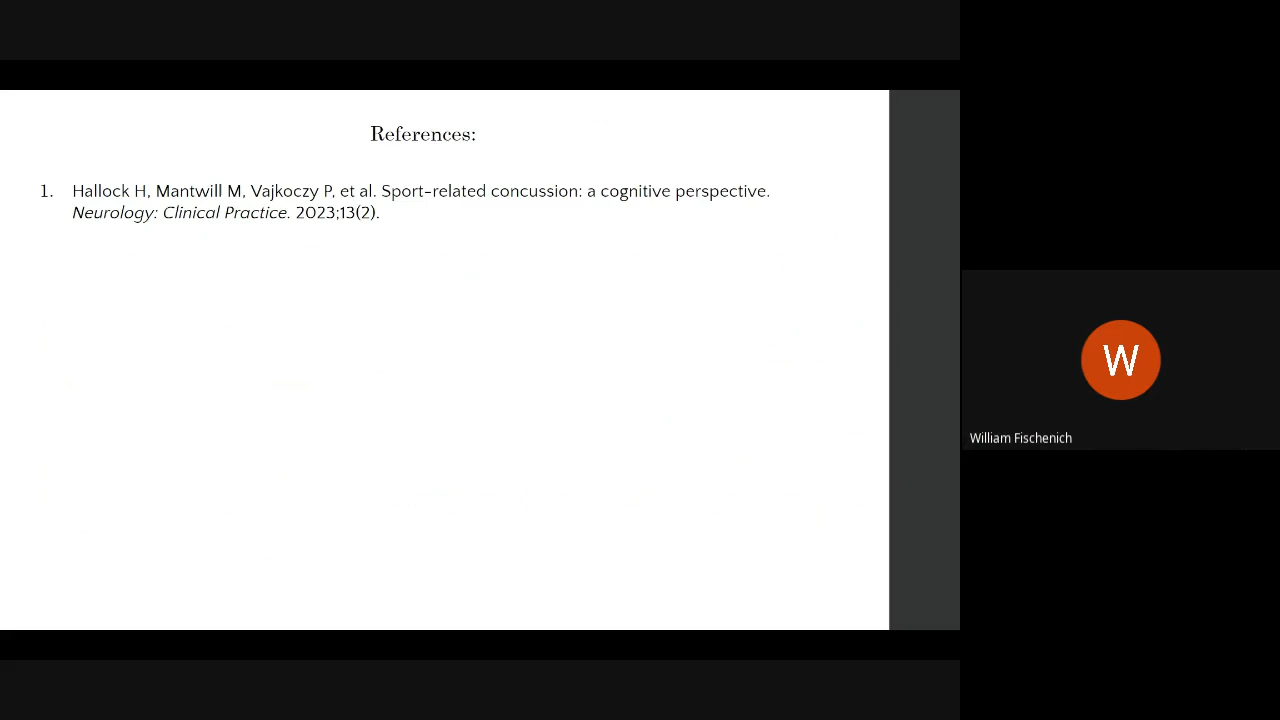 References:
1. Hallock H, Mantwill M, Vajkoczy P, et al. Sport-related concussion: a cognitive perspective.
Neurology: Clinical Practice. 2023;13(2).
W
William Fischenich